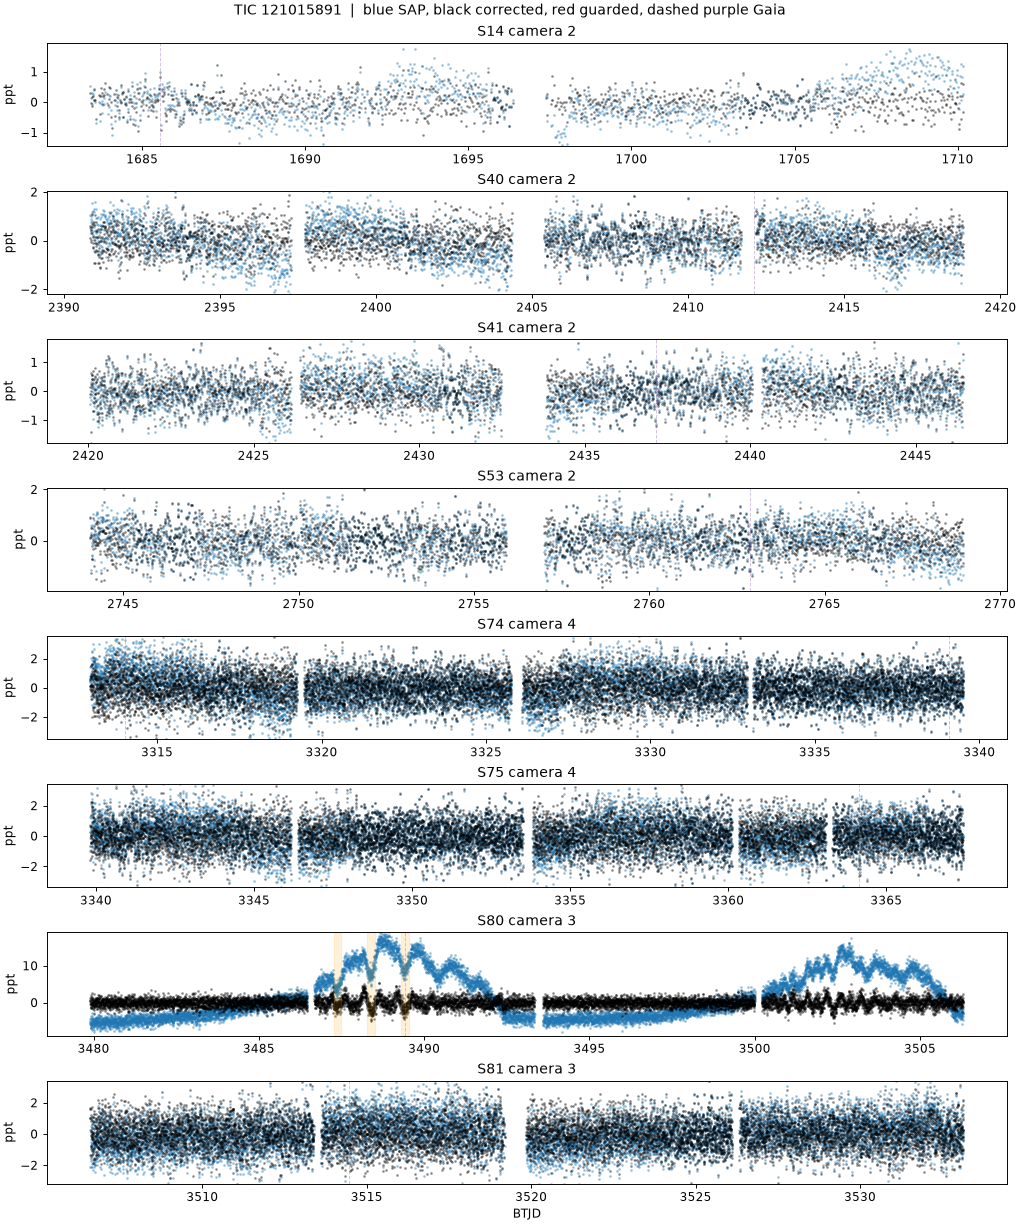 TIC 121015891 | blue SAP, black corrected, red guarded, dashed purple Gaia
S14 camera 2
ppt
1
0
−1
1685 1690 1695 1700 1705 1710
S40 camera 2
ppt
2
0
−2
2390 2395 2400 2405 2410 2415 2420
S41 camera 2
ppt
1
0
−1
2420 2425 2430 2435 2440 2445
S53 camera 2
ppt
2
0
2745 2750 2755 2760 2765 2770
S74 camera 4
ppt
2
0
−2
3315 3320 3325 3330 3335 3340
S75 camera 4
ppt
2
0
−2
3340 3345 3350 3355 3360 3365
S80 camera 3
ppt
10
0
3480 3485 3490 3495 3500 3505
S81 camera 3
ppt
2
0
−2
3510 3515 3520 3525 3530
BTJD